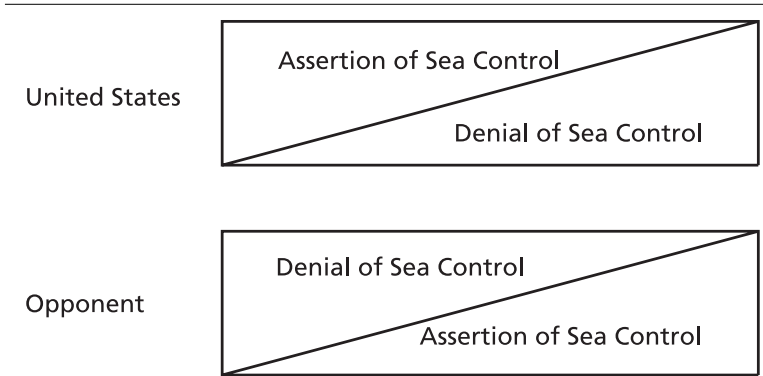 Assertion of Sea Control
United States
Denial of Sea Control
Denial of Sea Control
Opponent
Assertion of Sea Control